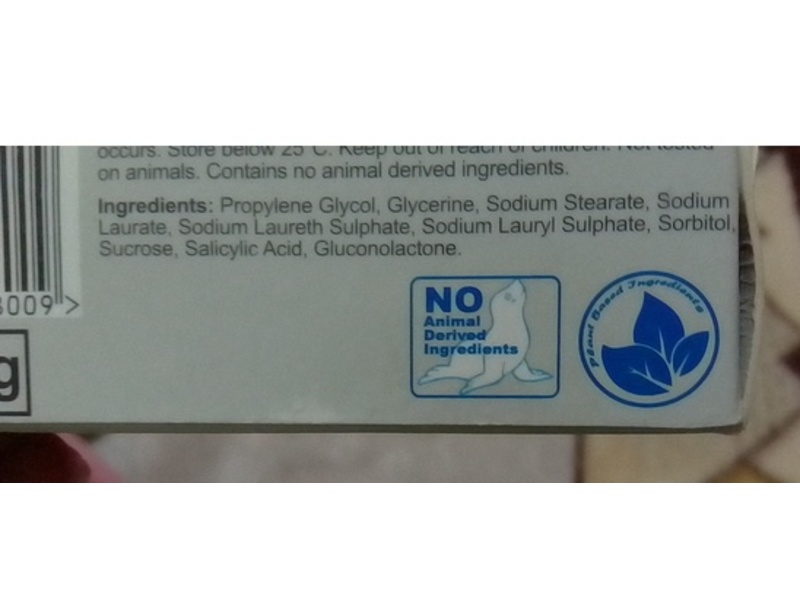 occurs. Store below 25°C. Keep out of reach of children. Not tested
on animals. Contains no animal derived ingredients.
Ingredients: Propylene Glycol, Glycerine, Sodium Stearate, Sodium
Laurate, Sodium Laureth Sulphate, Sodium Lauryl Sulphate, Sorbitol,
Sucrose, Salicylic Acid, Gluconolactone.
009 >
g
NO
Animal
Derived
Ingredients
Plant Based Ingredients